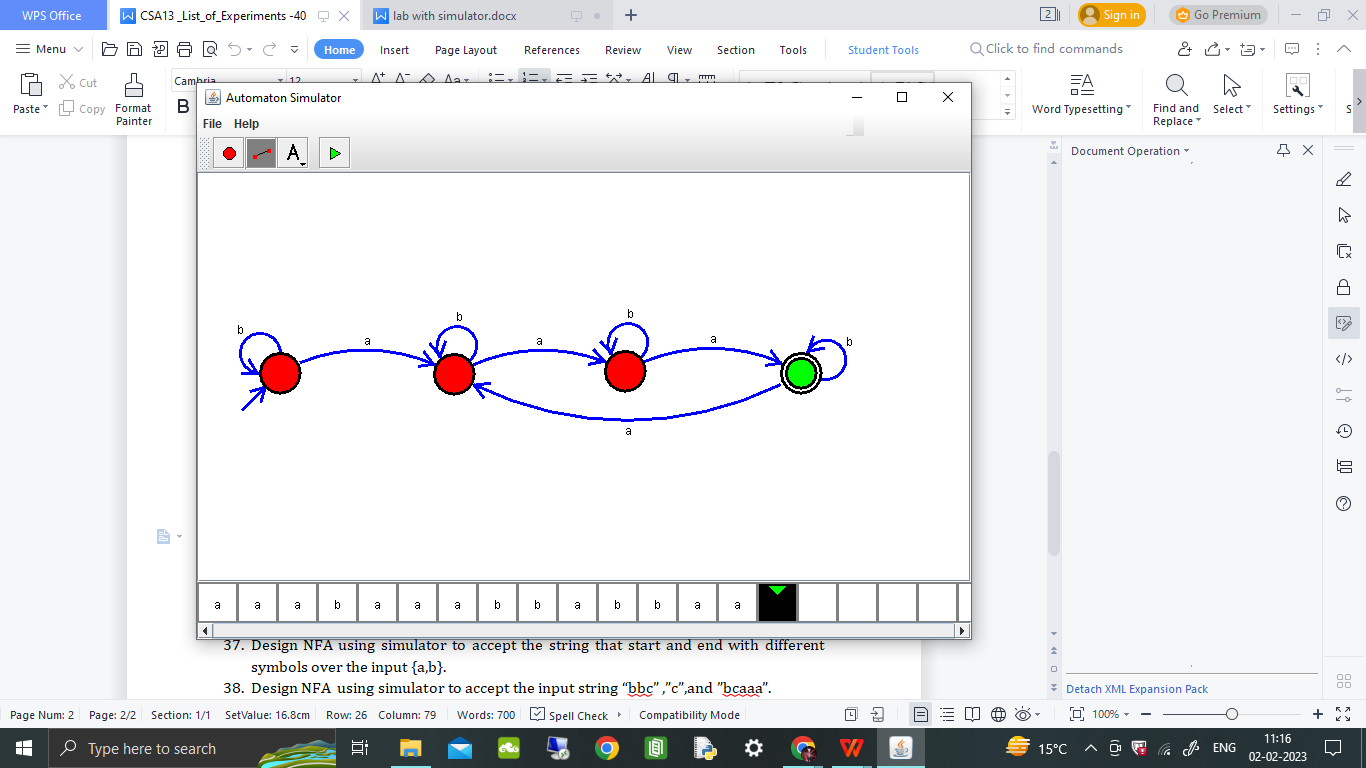 WPS Office
CSA13 _List_of_Experiments -40
lab with simulator.docx
2
Sign in
Go Premium
Menu
Home
Insert
Page Layout
References
Review
View
Section
Tools
Student Tools
Click to find commands
Paste
Cut
Copy
Format
Painter
Cambria
12
B
Word Typesetting
Find and
Replace
Select
Settings
Automaton Simulator
File Help
A
Document Operation
b
a
b
a
b
a
b
a
a a a b a a a b b a b b a a
37. Design NFA using simulator to accept the string that start and end with different
symbols over the input {a,b}.
38. Design NFA using simulator to accept the input string “bbc” ,”c”,and ”bcaaa”.
Detach XML Expansion Pack
Page Num: 2 Page: 2/2 Section: 1/1 SetValue: 16.8cm Row: 26 Column: 79 Words: 700 Spell Check Compatibility Mode 100%
Type here to search
15°C
ENG
11:16
02-02-2023